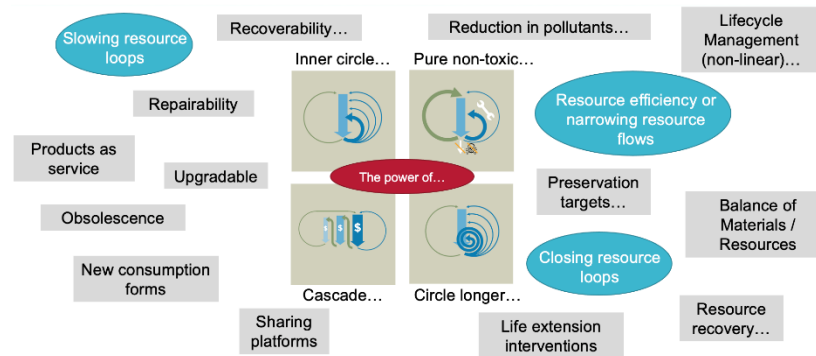 Slowing resource
loops
Recoverability…
Reduction in pollutants…
Lifecycle
Management
(non-linear)…
Inner circle…
Pure non-toxic…
Repairability
Resource efficiency or
narrowing resource
flows
Products as
service
Upgradable
The power of…
Preservation
targets…
Obsolescence
Balance of
Materials /
Resources
$ $ $
New consumption
forms
Closing resource
loops
Cascade…
Circle longer…
Sharing
platforms
Life extension
interventions
Resource
recovery…